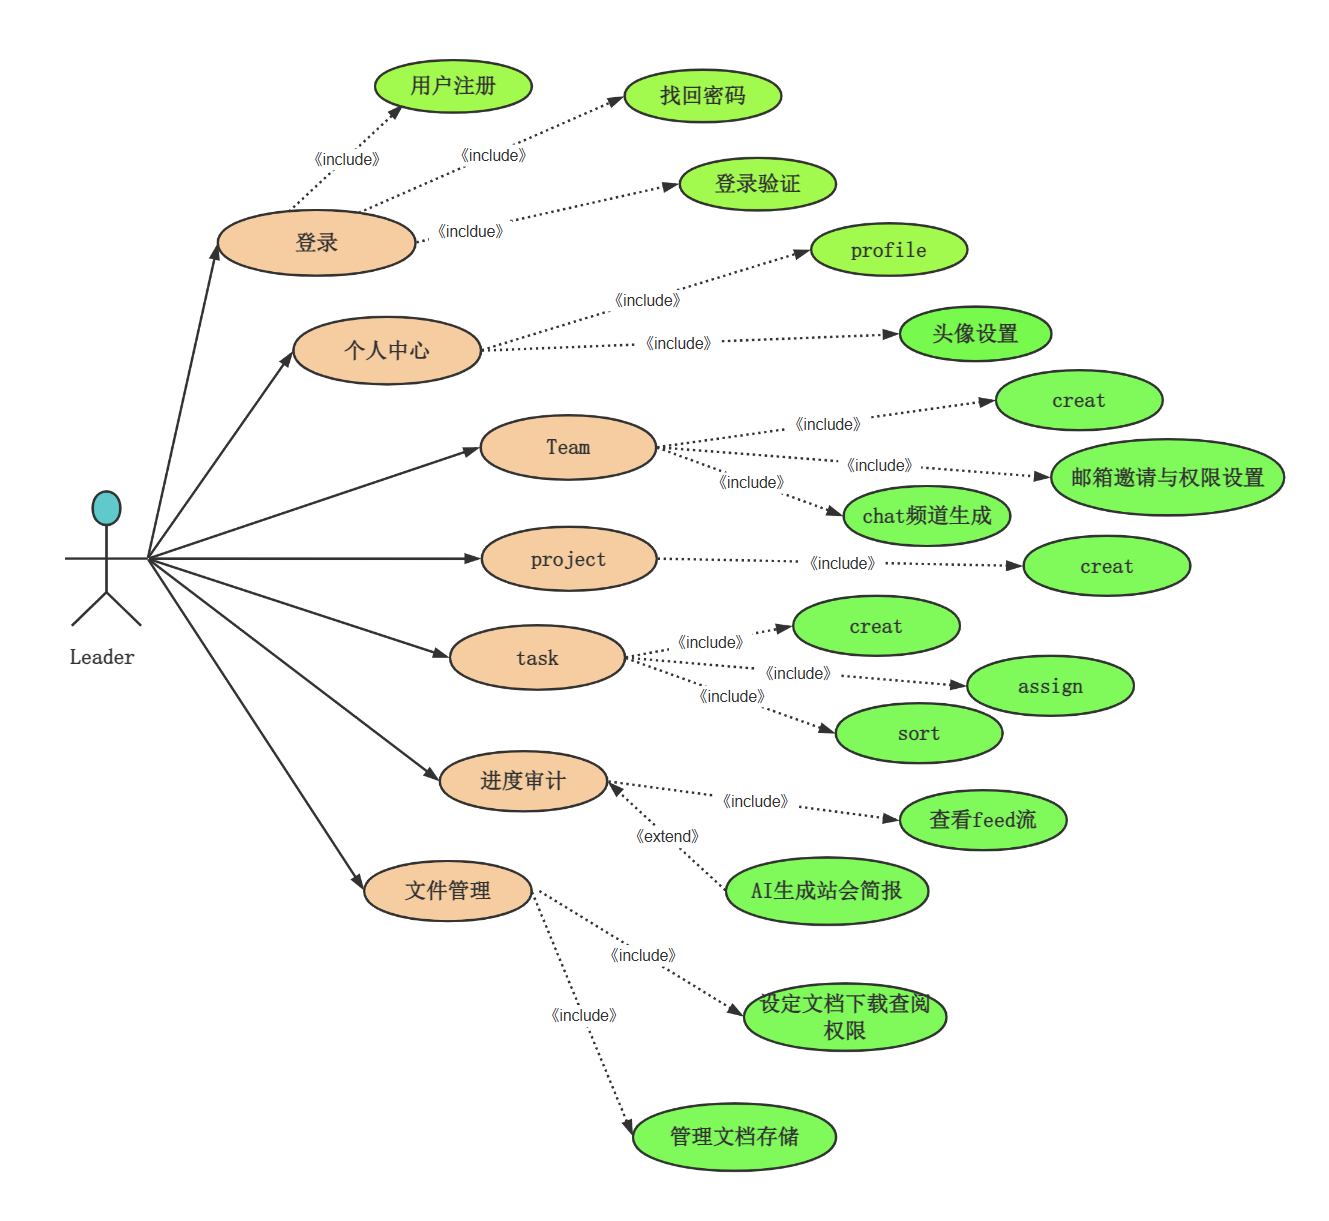 用户注册
找回密码
《include》
《include》
登录验证
登录
《incldue》
profile
《include》
头像设置
个人中心
《include》
creat
Team
《include》
邮箱邀请与权限设置
《include》
《include》
chat频道生成
project
《include》
creat
creat
Leader
task
《include》
《include》
assign
《include》
sort
进度审计
《include》
查看feed流
《extend》
文件管理
AI生成站会简报
《include》
设定文档下载查阅
权限
《include》
管理文档存储